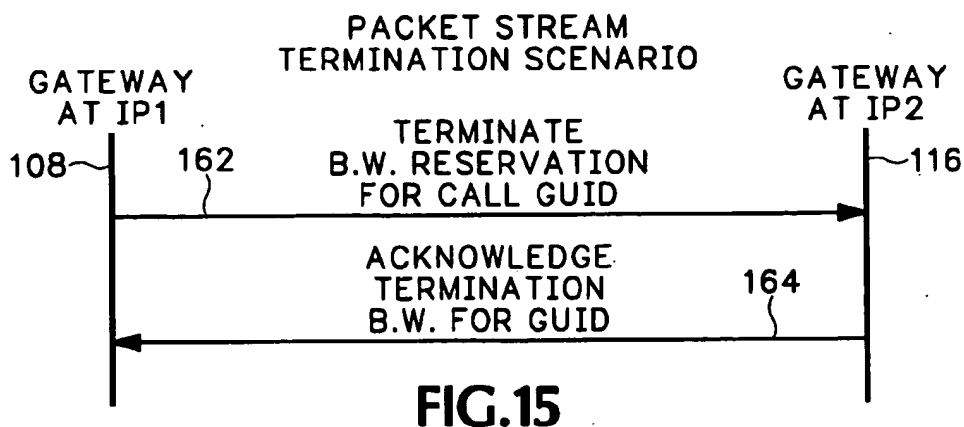 PACKET STREAM
TERMINATION SCENARIO
GATEWAY
AT IP1
GATEWAY
AT IP2
108
162
TERMINATE
B.W. RESERVATION
FOR CALL GUID
116
ACKNOWLEDGE
TERMINATION
B.W. FOR GUID
164
FIG.15